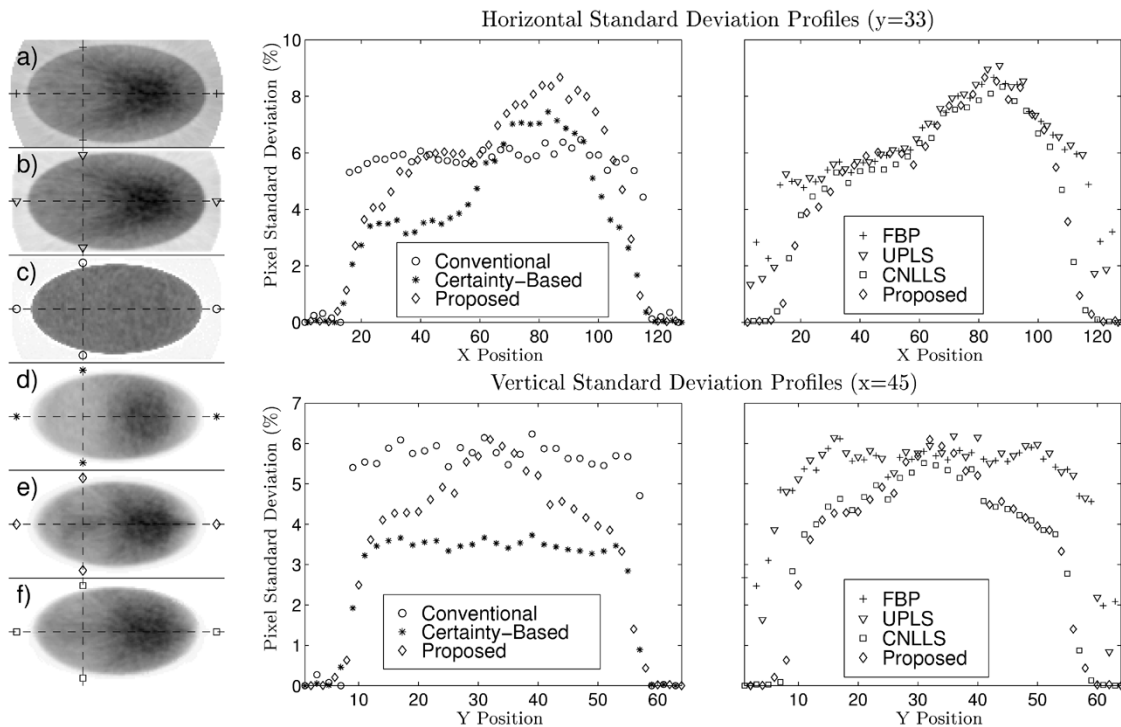 Horizontal Standard Deviation Profiles (y=33)
a)
b)
c)
d)
e)
f)
Pixel Standard Deviation (%)
10
8
6
4
2
0
20 40 60 80 100 120
X Position
Conventional
Certainty-Based
Proposed
20 40 60 80 100 120
X Position
FBP
UPLS
CNLLS
Proposed
Vertical Standard Deviation Profiles (x=45)
Pixel Standard Deviation (%)
7
6
5
4
3
2
1
0
10 20 30 40 50 60
Y Position
Conventional
Certainty-Based
Proposed
10 20 30 40 50 60
Y Position
FBP
UPLS
CNLLS
Proposed